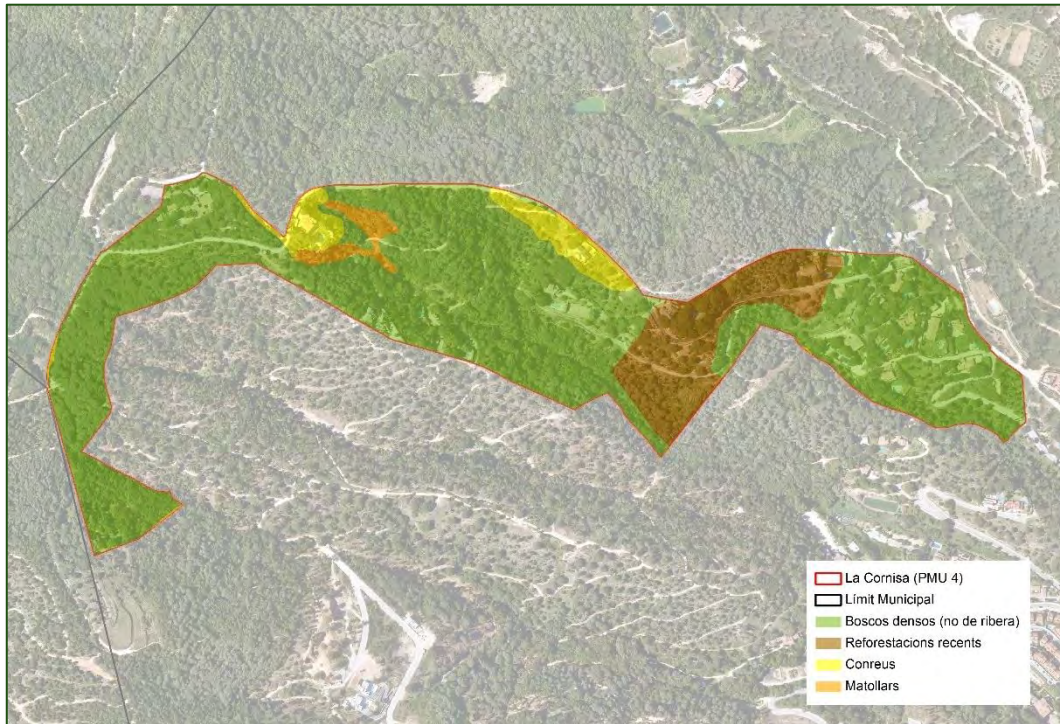 La Cornisa (PMU 4)
Límit Municipal
Boscos densos (no de ribera)
Reforestacions recents
Conreus
Matollars